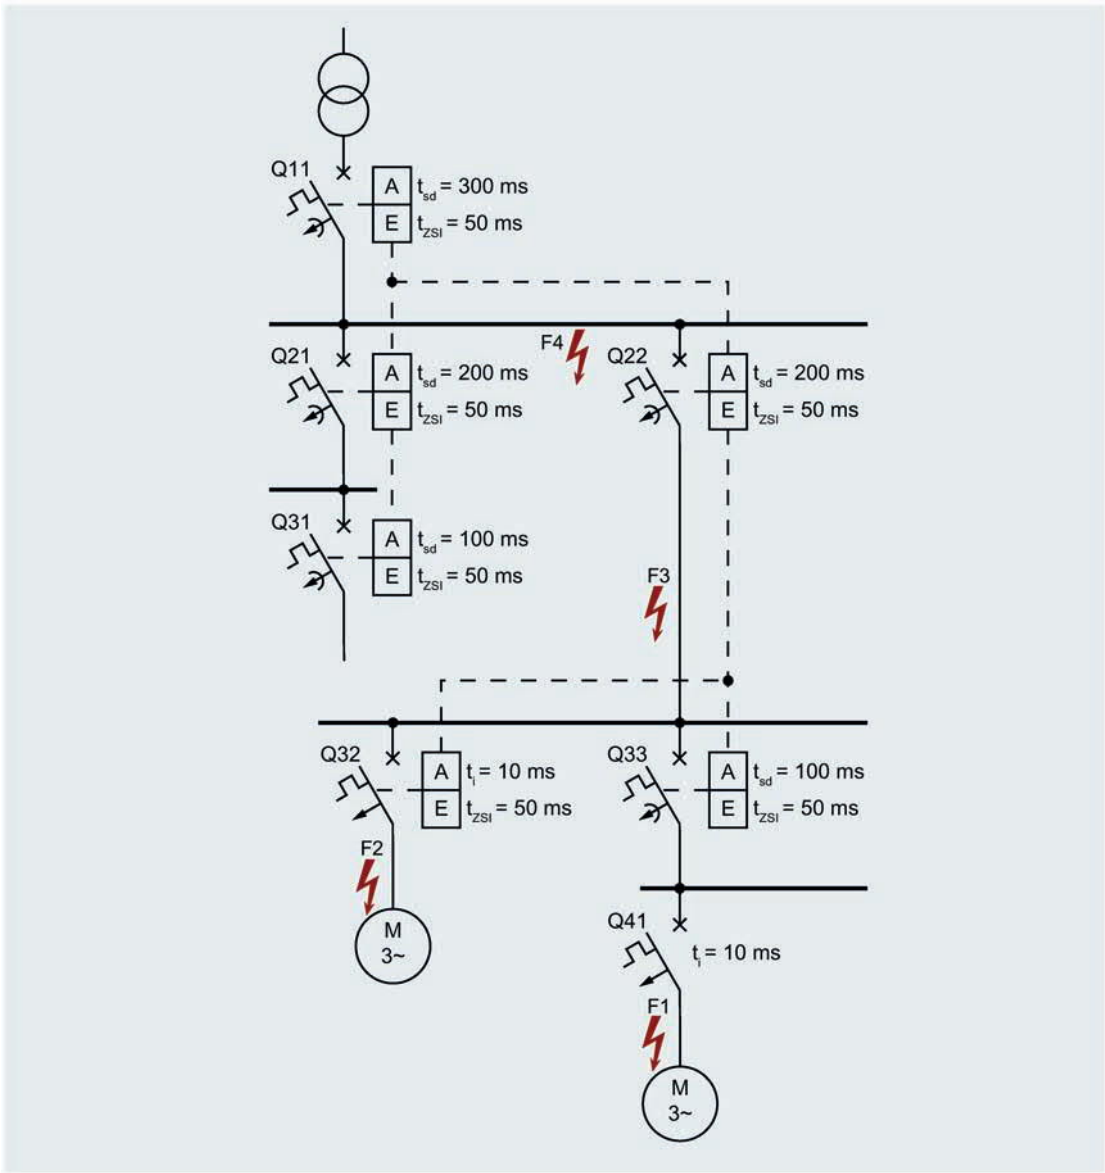 Q11
A
t_sd = 300 ms
E
t_ZSI = 50 ms
F4
Q21
A
t_sd = 200 ms
E
t_ZSI = 50 ms
Q22
A
t_sd = 200 ms
E
t_ZSI = 50 ms
Q31
A
t_sd = 100 ms
E
t_ZSI = 50 ms
F3
Q32
A
t_i = 10 ms
E
t_ZSI = 50 ms
Q33
A
t_sd = 100 ms
E
t_ZSI = 50 ms
F2
M
3~
Q41
t_i = 10 ms
F1
M
3~